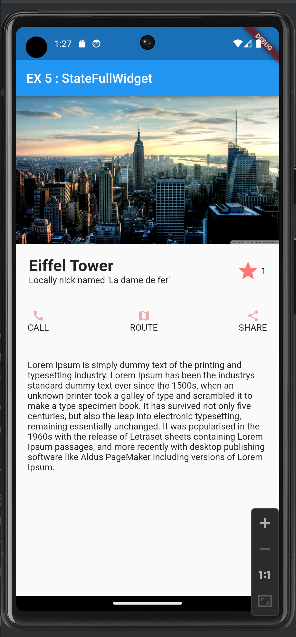 1:27
DEBUG
EX 5 : StateFullWidget
Eiffel Tower
Locally nick named 'La dame de fer'
1
CALL
ROUTE
SHARE
Lorem Ipsum is simply dummy text of the printing and
typesetting industry. Lorem Ipsum has been the industrys
standard dummy text ever since the 1500s, when an
unknown printer took a galley of type and scrambled it to
make a type specimen book. It has survived not only five
centuries, but also the leap into electronic typesetting,
remaining essentially unchanged. It was popularised in the
1960s with the release of Letraset sheets containing Lorem
Ipsum passages, and more recently with desktop publishing
software like Aldus PageMaker including versions of Lorem
Ipsum.
1:1